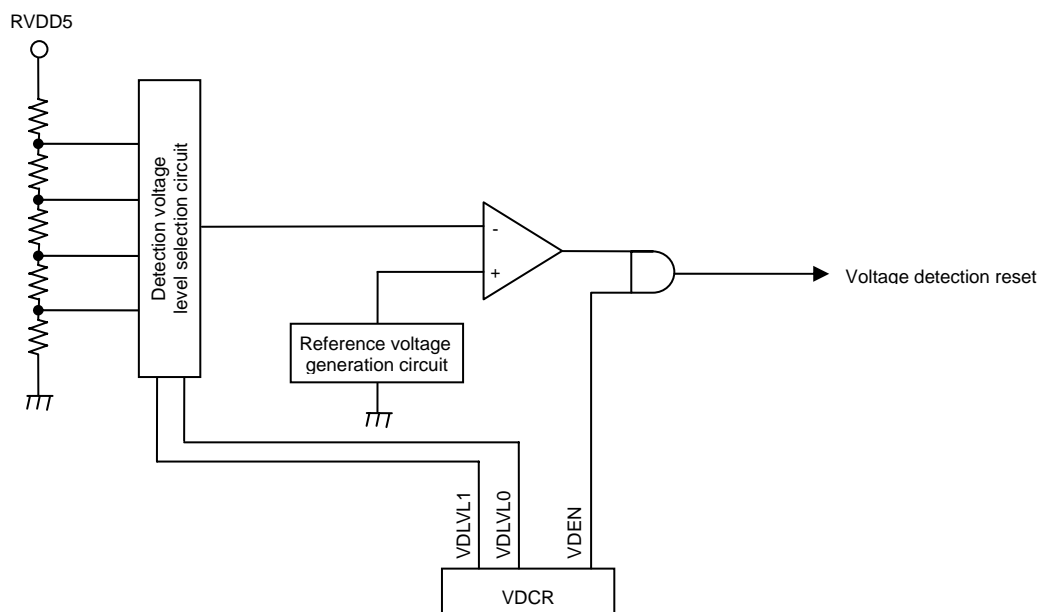 RVDD5
Detection voltage
level selection circuit
-
+
Voltage detection reset
Reference voltage
generation circuit
VDLVL1
VDLVL0
VDEN
VDCR